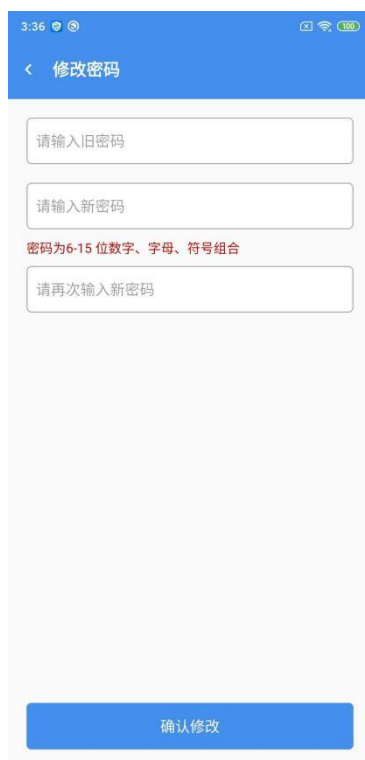 3:36 100
修改密码
请输入旧密码
请输入新密码
密码为6-15 位数字、字母、符号组合
请再次输入新密码
确认修改